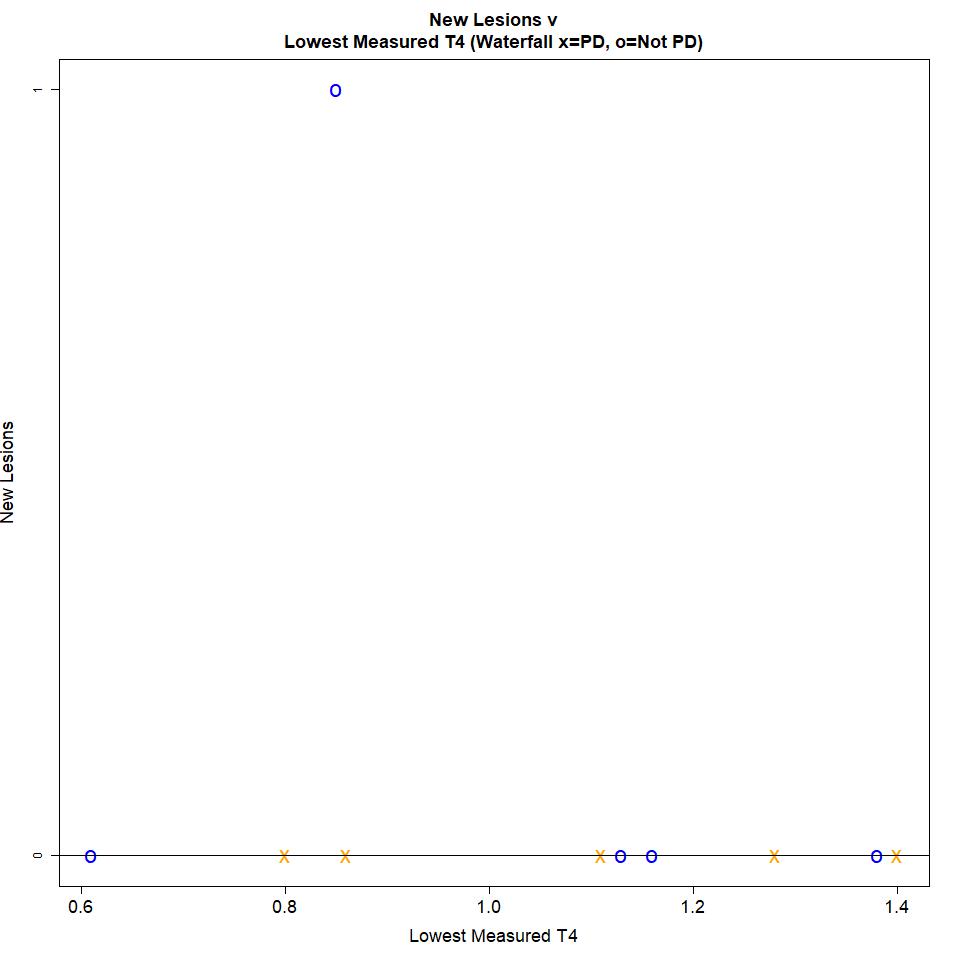 New Lesions v
Lowest Measured T4 (Waterfall x=PD, o=Not PD)
1
o
New Lesions
0
o x x x o o x o x
0.6 0.8 1.0 1.2 1.4
Lowest Measured T4